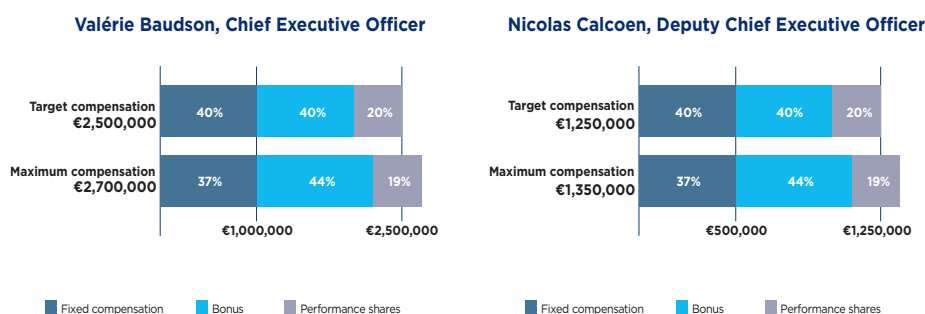 Valérie Baudson, Chief Executive Officer
Target compensation
€2,500,000
40%
40%
20%
Maximum compensation
€2,700,000
37%
44%
19%
€1,000,000
€2,500,000
Fixed compensation
Bonus
Performance shares
Nicolas Calcoen, Deputy Chief Executive Officer
Target compensation
€1,250,000
40%
40%
20%
Maximum compensation
€1,350,000
37%
44%
19%
€500,000
€1,250,000
Fixed compensation
Bonus
Performance shares